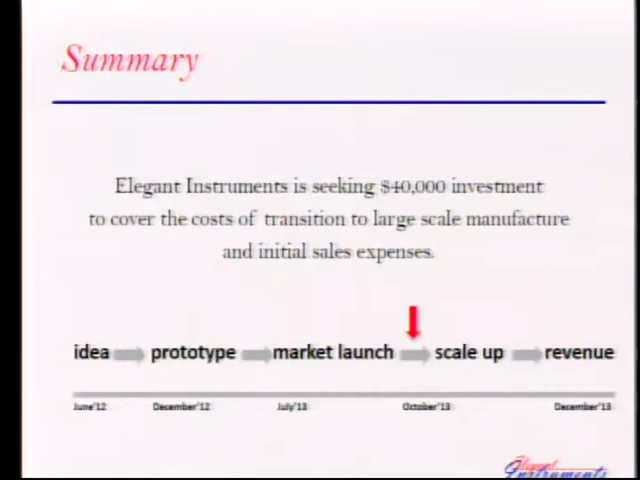 Summary
Elegant Instruments is seeking $40,000 investment
to cover the costs of transition to large scale manufacture
and initial sales expenses.
idea prototype market launch scale up revenue
June'12 December'12 July'13 October'13 December'13
Elegant
Instruments